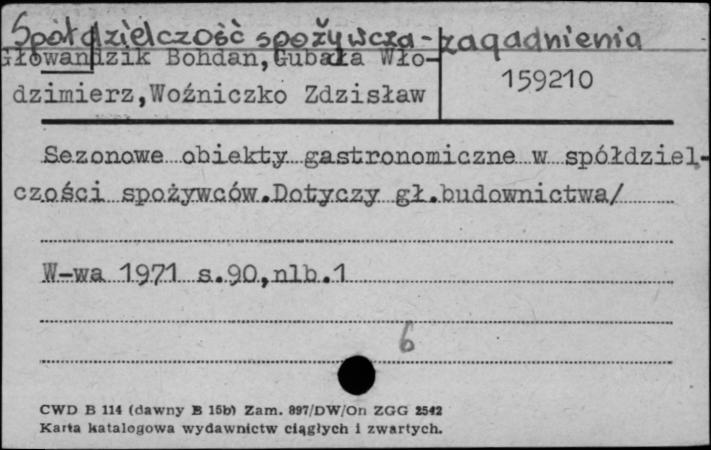 Spółdzielczość spożywcza - zagadnienia
Głowandzik Bohdan,Gubała Wło-
dzimierz,Woźniczko Zdzisław
159210
Sezonowe obiekty gastronomiczne w spółdziel-
czości spożywców.Dotyczy gł.budownictwa/
W-wa 1971 s.90,nlb.1
6
CWD B 114 (dawny B 15b) Zam. 897/DW/On ZGG 2542
Karta katalogowa wydawnictw ciągłych i zwartych.